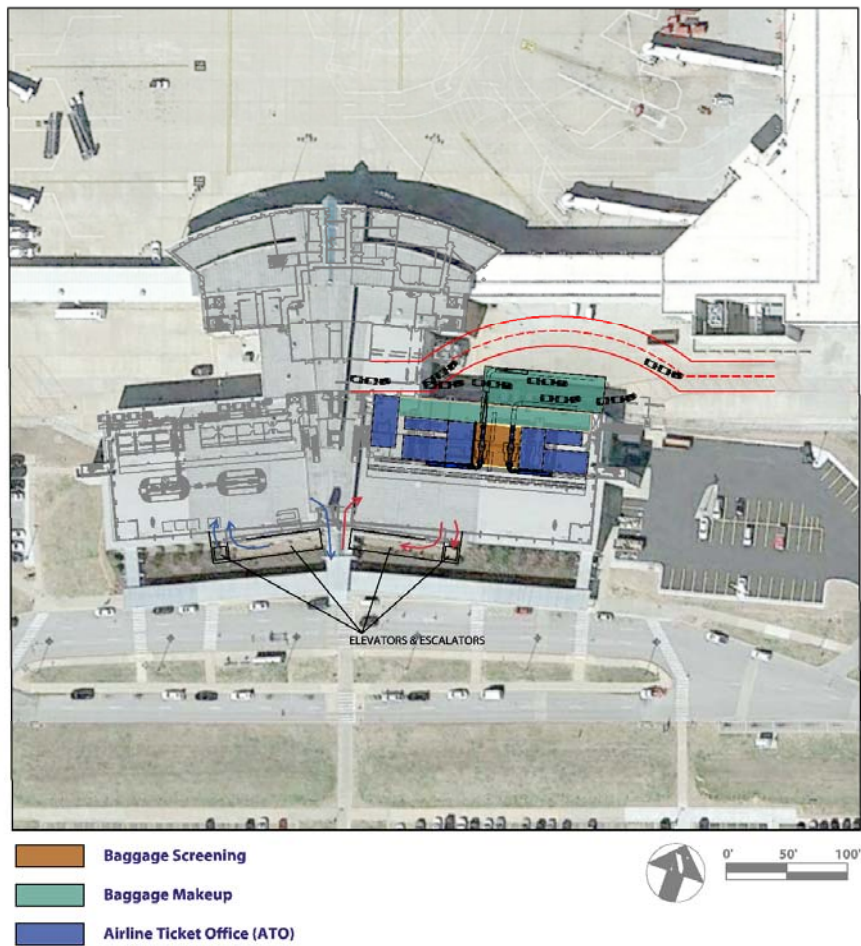 ELEVATORS & ESCALATORS
Baggage Screening
Baggage Makeup
Airline Ticket Office (ATO)
0' 50' 100'